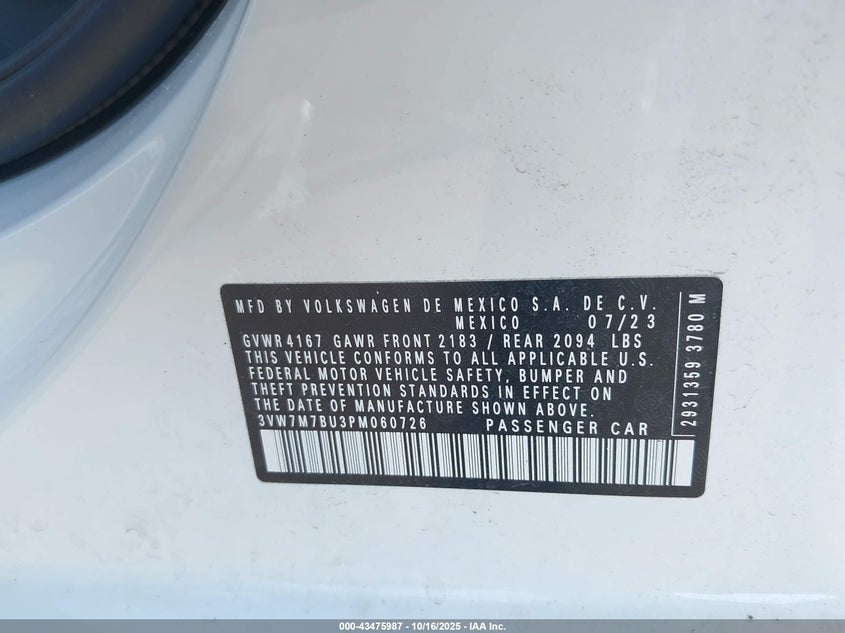 MFD BY VOLKSWAGEN DE MEXICO S.A. DE C.V.
MEXICO 07/23
GVWR 4167 GAWR FRONT 2183 / REAR 2094 LBS
THIS VEHICLE CONFORMS TO ALL APPLICABLE U.S.
FEDERAL MOTOR VEHICLE SAFETY, BUMPER AND
THEFT PREVENTION STANDARDS IN EFFECT ON
THE DATE OF MANUFACTURE SHOWN ABOVE.
3VW7M7BU3PM060726 PASSENGER CAR
2931359 3780 M
000-43475987 - 10/16/2025 - IAA Inc.